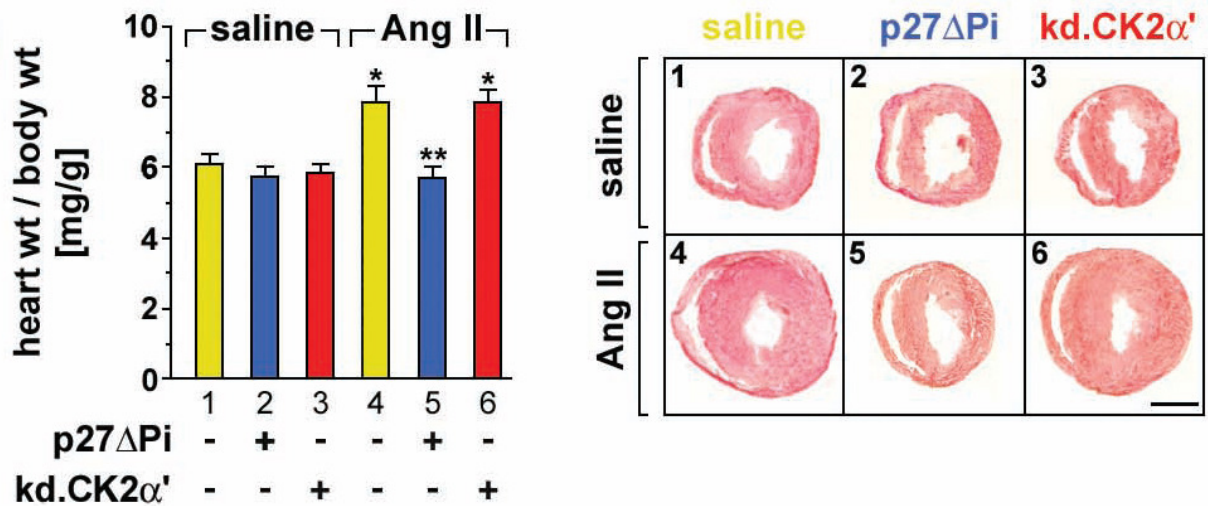 heart wt / body wt
[mg/g]
10
8
6
4
2
0
saline Ang II
* ** *
1 2 3 4 5 6
p27ΔPi - + - - + -
kd.CK2α' - - + - - +
saline p27ΔPi kd.CK2α'
saline
1 2 3
Ang II
4 5 6